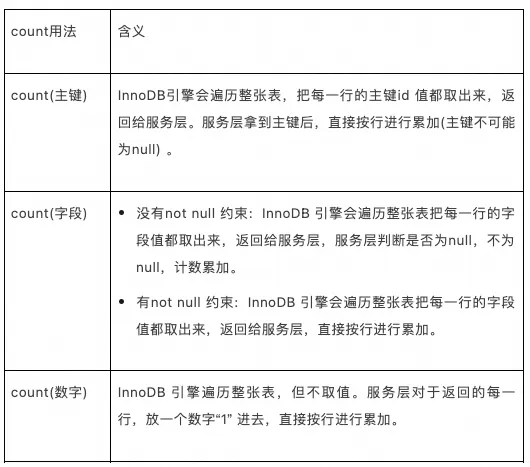 count用法
含义
count(主键)
InnoDB引擎会遍历整张表，把每一行的主键id 值都取出来，返
回给服务层。服务层拿到主键后，直接按行进行累加(主键不可能
为null) 。
count(字段)
• 没有not null 约束：InnoDB 引擎会遍历整张表把每一行的字
段值都取出来，返回给服务层，服务层判断是否为null，不为
null，计数累加。
• 有not null 约束：InnoDB 引擎会遍历整张表把每一行的字段
值都取出来，返回给服务层，直接按行进行累加。
count(数字)
InnoDB 引擎遍历整张表，但不取值。服务层对于返回的每一
行，放一个数字“1” 进去，直接按行进行累加。